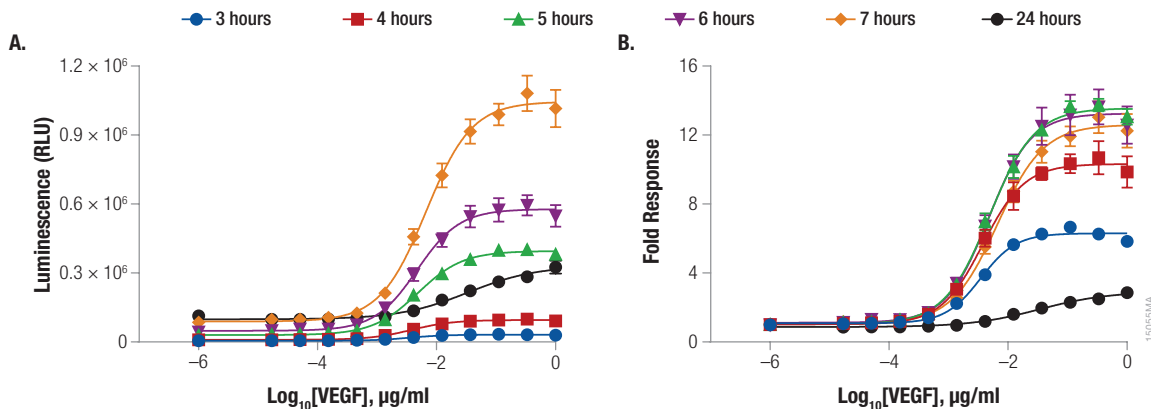 3 hours 4 hours 5 hours 6 hours 7 hours 24 hours
A.
1.2 × 10⁶
0.9 × 10⁶
0.6 × 10⁶
0.3 × 10⁶
0
Luminescence (RLU)
–6 –4 –2 0
Log₁₀[VEGF], µg/ml
B.
16
12
8
4
0
Fold Response
–6 –4 –2 0
Log₁₀[VEGF], µg/ml
15055MA